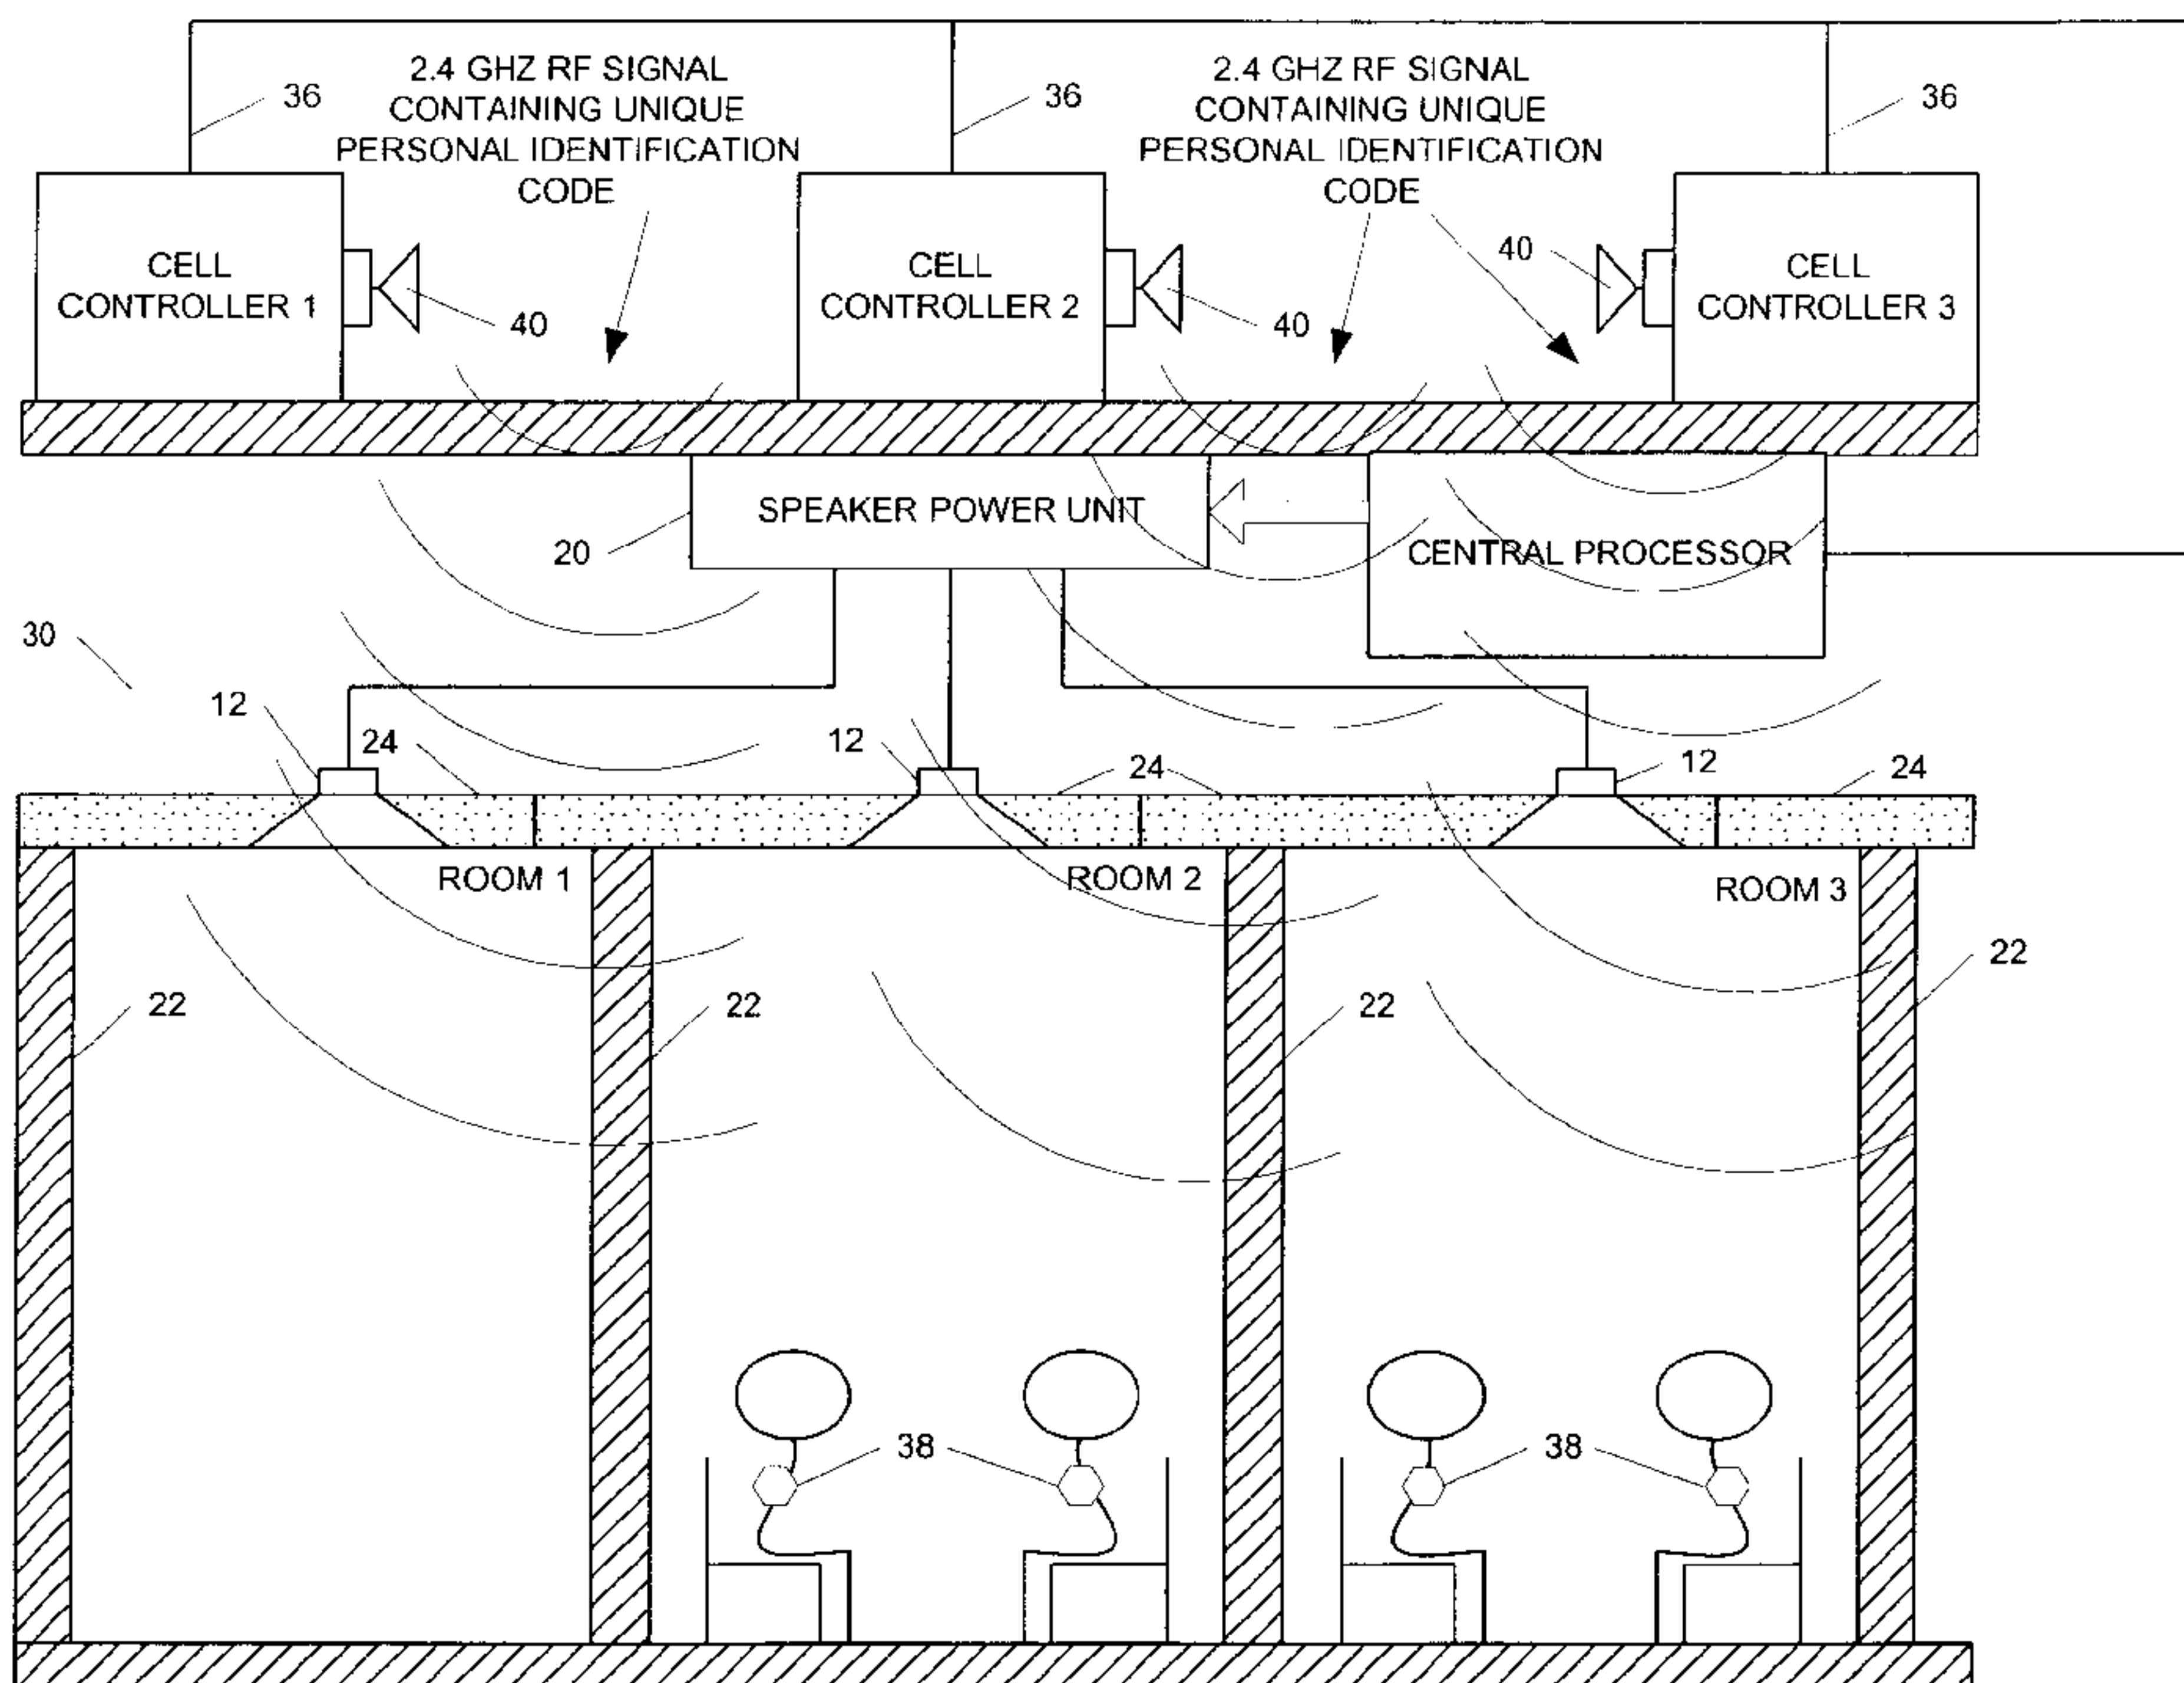 2.4 GHZ RF SIGNAL
CONTAINING UNIQUE
PERSONAL IDENTIFICATION
CODE
2.4 GHZ RF SIGNAL
CONTAINING UNIQUE
PERSONAL IDENTIFICATION
CODE
36
36
36
CELL
CONTROLLER 1
40
CELL
CONTROLLER 2
40
40
CELL
CONTROLLER 3
SPEAKER POWER UNIT
20
CENTRAL PROCESSOR
30
12
24
12
24
12
24
ROOM 1
ROOM 2
ROOM 3
22
22
22
22
38
38